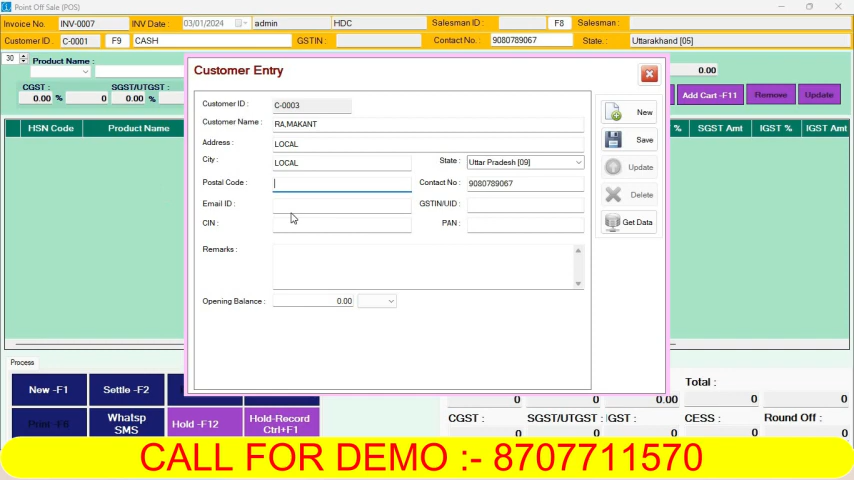 Point Off Sale (POS)
Invoice No. INV-0007 INV Date : 03/01/2024 admin HDC Salesman ID : F8 Salesman :
Customer ID : C-0001 F9 CASH GSTIN : Contact No. : 9080789067 State : Uttarakhand [05]
30 Product Name :
0.00
CGST : SGST/UTGST :
0.00 % 0 0.00 %
Add Cart -F11 Remove Update
HSN Code Product Name % SGST Amt IGST % IGST Amt
Customer Entry
Customer ID : C-0003
Customer Name : RA,MAKANT
Address : LOCAL
City : LOCAL State : Uttar Pradesh [09]
Postal Code : Contact No : 9080789067
Email ID : GSTIN/UID :
CIN : PAN :
Remarks :
Opening Balance : 0.00
New
Save
Update
Delete
Get Data
Process
New -F1 Settle -F2
Print -F6 Whatsp SMS Hold -F12 Hold-Record Ctrl+F1
Total :
0 0 0.00 0 0
CGST : SGST/UTGST : IGST : CESS : Round Off :
0 0 0 0 0
CALL FOR DEMO :- 8707711570